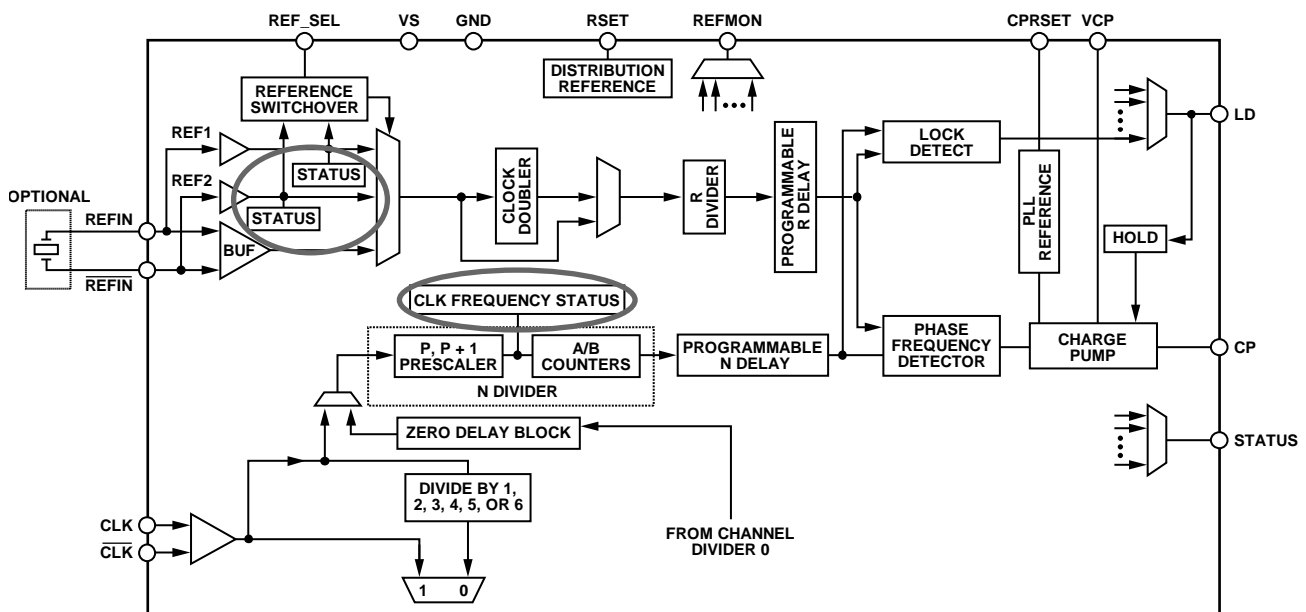 REF_SEL
VS
GND
RSET
REFMON
CPRSET
VCP
DISTRIBUTION
REFERENCE
REFERENCE
SWITCHOVER
LD
REF1
STATUS
REF2
STATUS
LOCK
DETECT
CLOCK
DOUBLER
R
DIVIDER
PROGRAMMABLE
R DELAY
PLL
REFERENCE
OPTIONAL
REFIN
BUF
REFIN
HOLD
CLK FREQUENCY STATUS
P, P + 1
PRESCALER
A/B
COUNTERS
N DIVIDER
PROGRAMMABLE
N DELAY
PHASE
FREQUENCY
DETECTOR
CHARGE
PUMP
CP
ZERO DELAY BLOCK
STATUS
DIVIDE BY 1,
2, 3, 4, 5, OR 6
CLK
CLK
FROM CHANNEL
DIVIDER 0
1 0